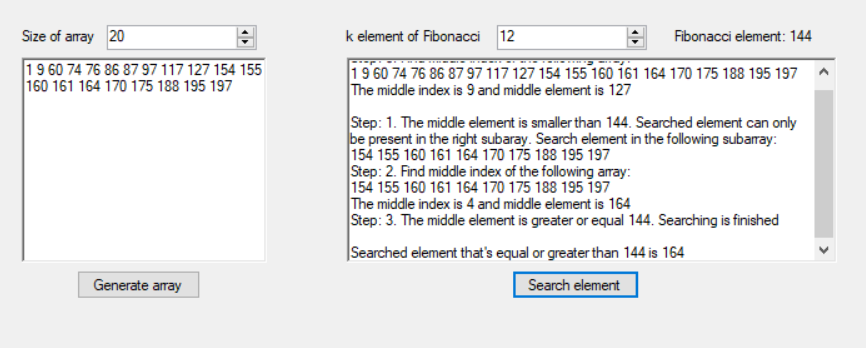 Size of array 20
k element of Fibonacci 12
Fibonacci element: 144
1 9 60 74 76 86 87 97 117 127 154 155
160 161 164 170 175 188 195 197
1 9 60 74 76 86 87 97 117 127 154 155 160 161 164 170 175 188 195 197
The middle index is 9 and middle element is 127
Step: 1. The middle element is smaller than 144. Searched element can only
be present in the right subaray. Search element in the following subarray:
154 155 160 161 164 170 175 188 195 197
Step: 2. Find middle index of the following array:
154 155 160 161 164 170 175 188 195 197
The middle index is 4 and middle element is 164
Step: 3. The middle element is greater or equal 144. Searching is finished
Searched element that's equal or greater than 144 is 164
Generate array
Search element